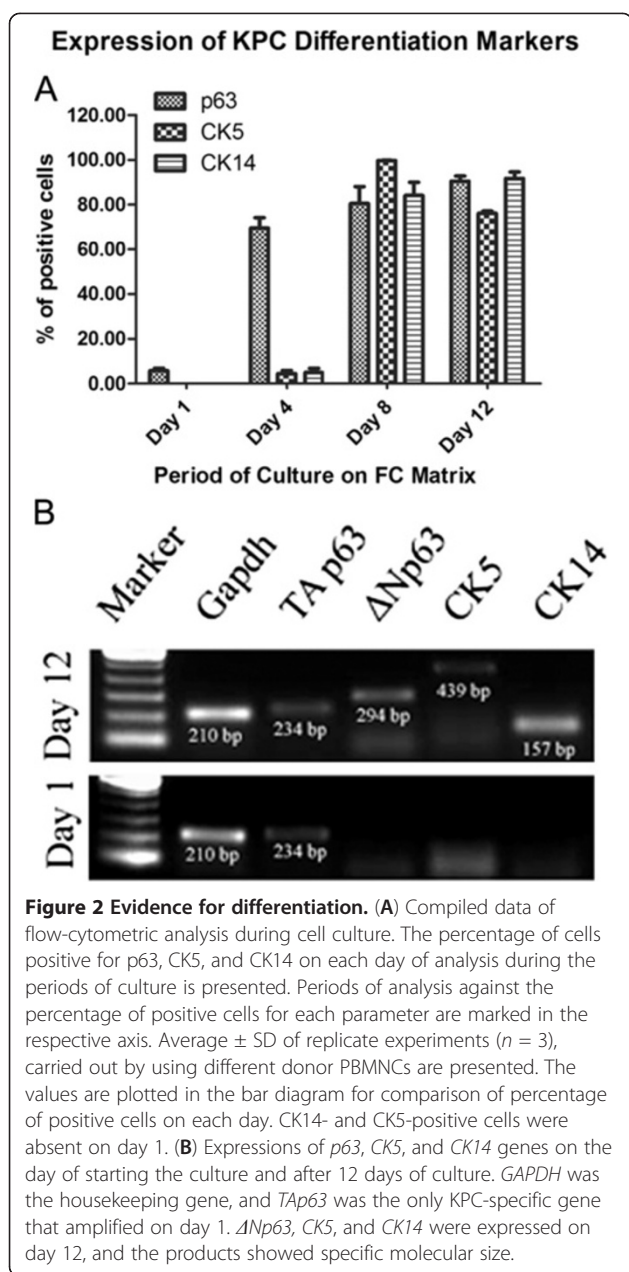 Expression of KPC Differentiation Markers
A
p63
CK5
CK14
120.00
100.00
80.00
60.00
40.00
20.00
0.00
% of positive cells
Day 1
Day 4
Day 8
Day 12
Period of Culture on FC Matrix
B
Marker
Gapdh
TA p63
ΔNp63
CK5
CK14
Day 12
210 bp
234 bp
294 bp
439 bp
157 bp
Day 1
210 bp
234 bp
Figure 2 Evidence for differentiation. (A) Compiled data of
flow-cytometric analysis during cell culture. The percentage of cells
positive for p63, CK5, and CK14 on each day of analysis during the
periods of culture is presented. Periods of analysis against the
percentage of positive cells for each parameter are marked in the
respective axis. Average ± SD of replicate experiments (n = 3),
carried out by using different donor PBMNCs are presented. The
values are plotted in the bar diagram for comparison of percentage
of positive cells on each day. CK14- and CK5-positive cells were
absent on day 1. (B) Expressions of p63, CK5, and CK14 genes on the
day of starting the culture and after 12 days of culture. GAPDH was
the housekeeping gene, and TAp63 was the only KPC-specific gene
that amplified on day 1. ΔNp63, CK5, and CK14 were expressed on
day 12, and the products showed specific molecular size.